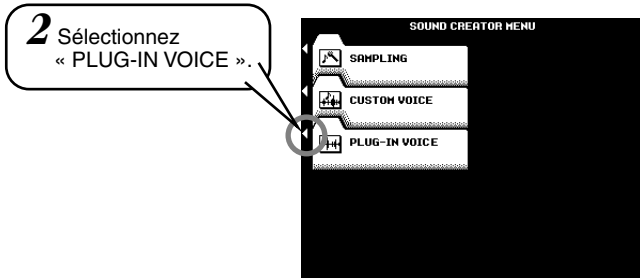 2 Sélectionnez
« PLUG-IN VOICE ».
SOUND CREATOR MENU
SAMPLING
CUSTOM VOICE
PLUG-IN VOICE